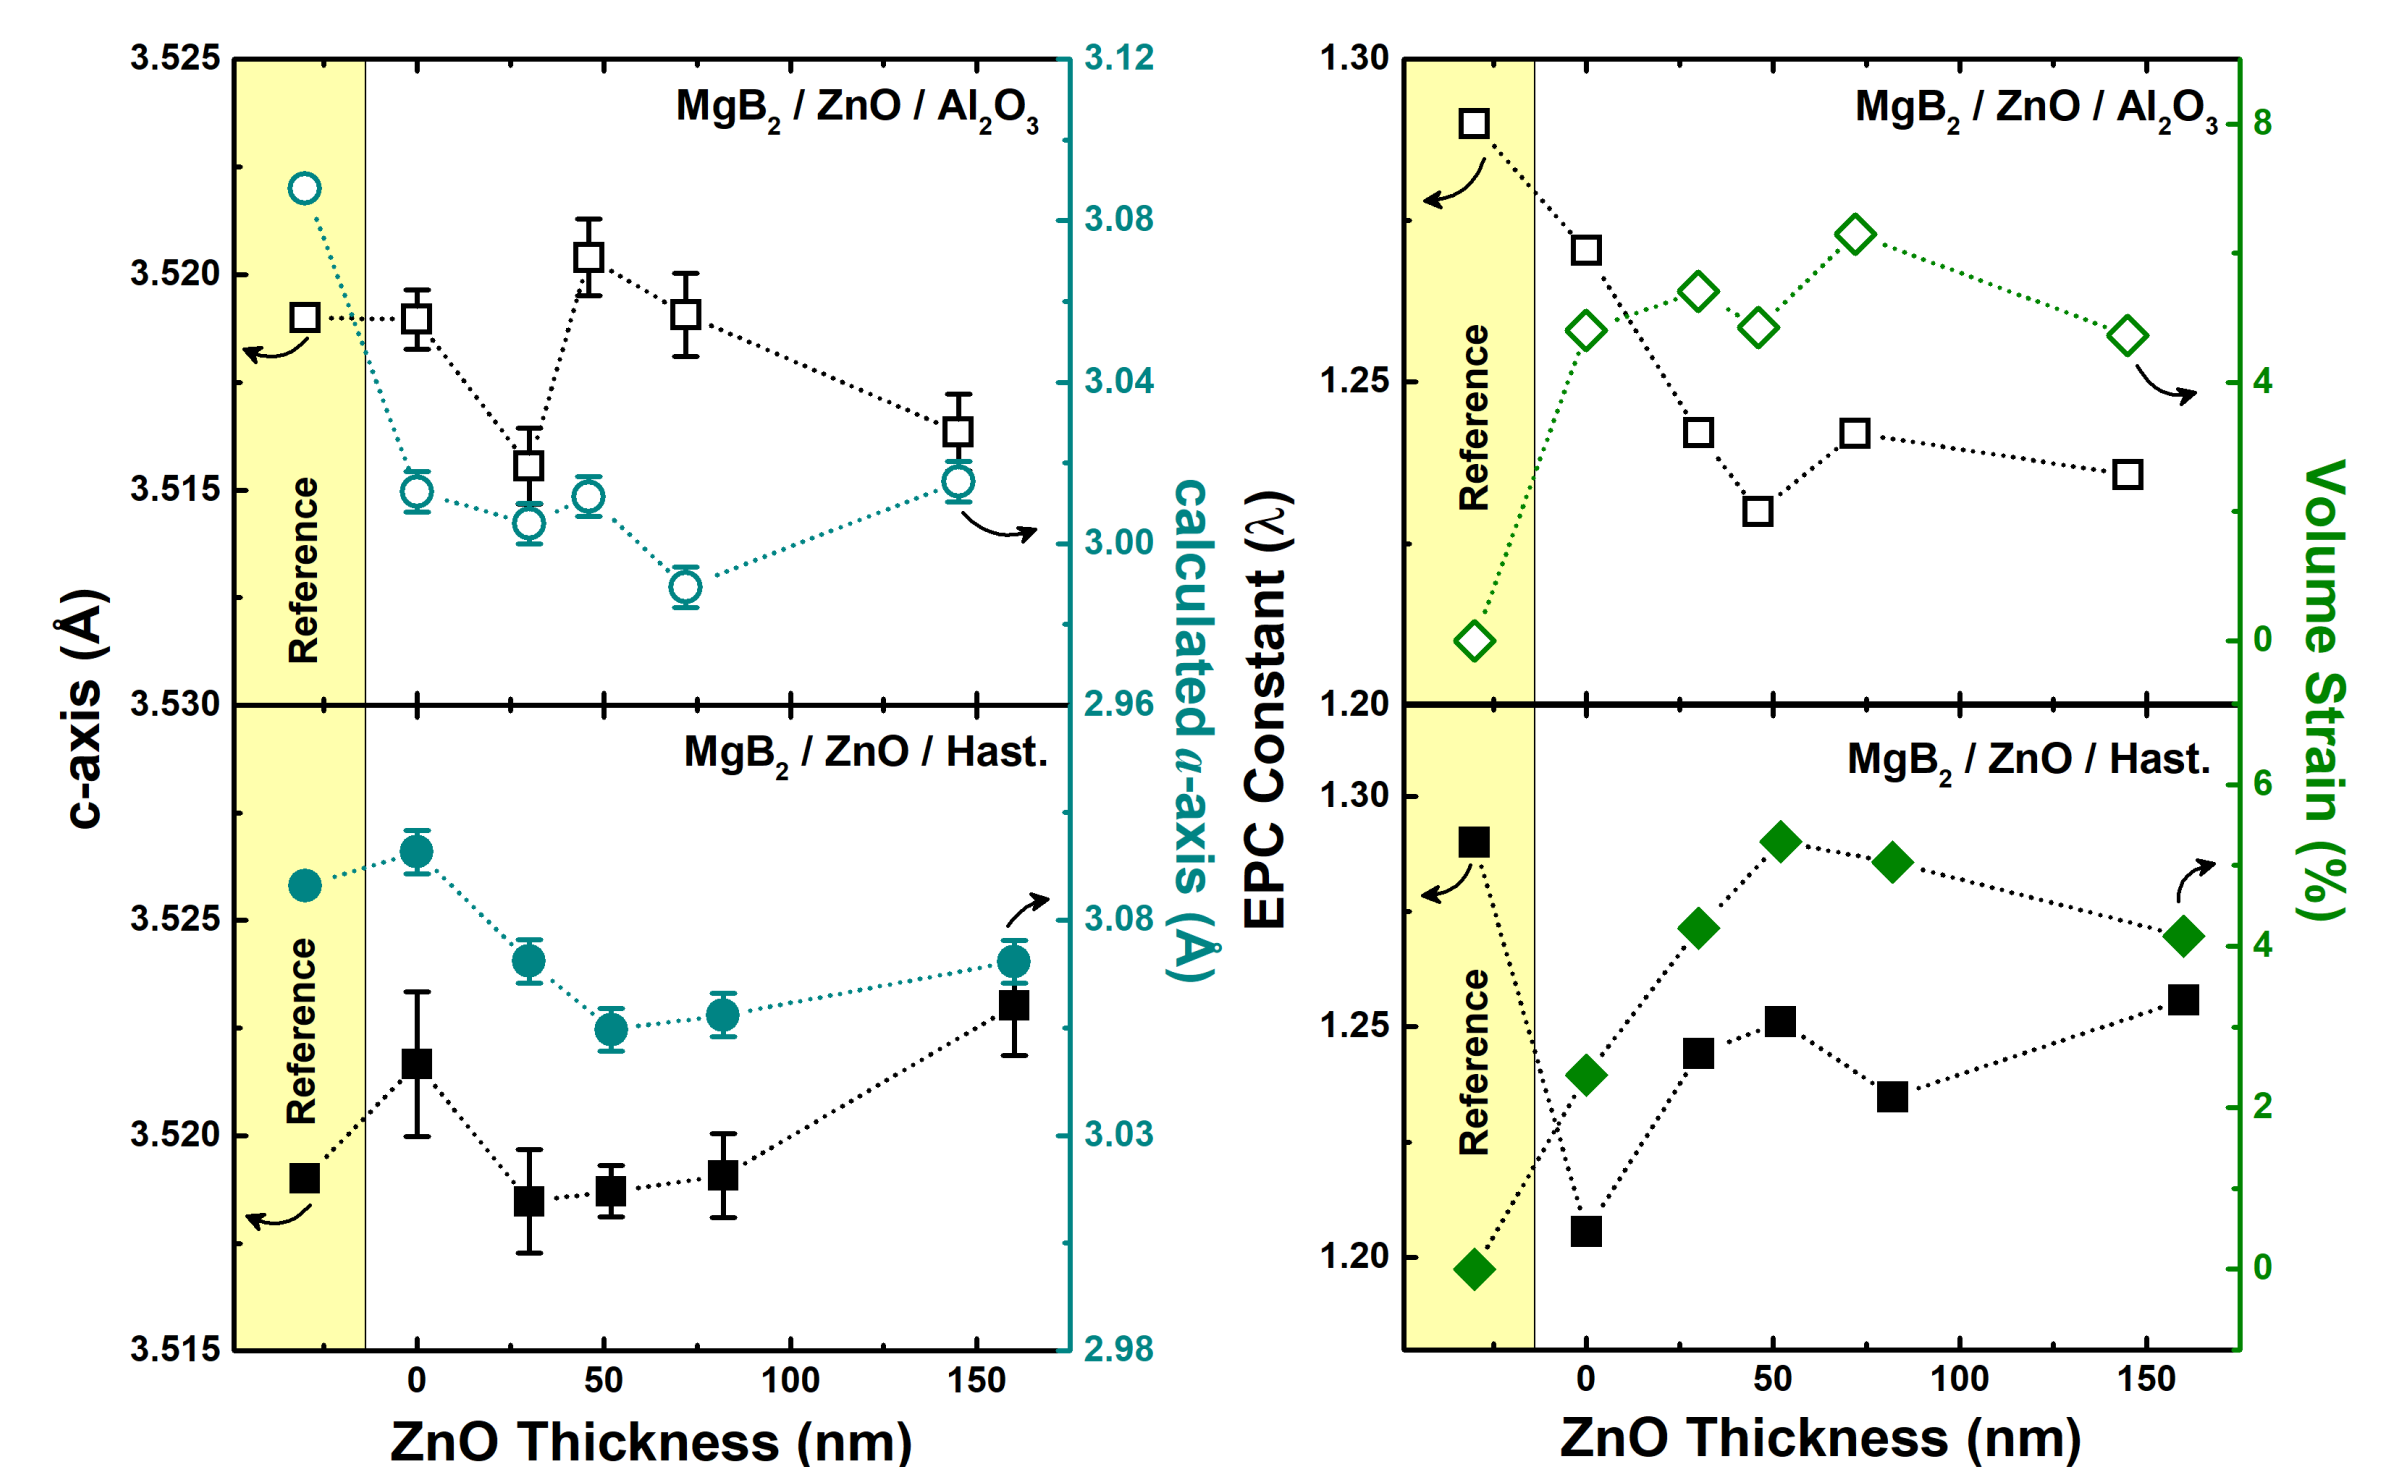 3.525
3.520
3.515
3.530
3.525
3.520
3.515
c-axis (Å)
MgB2 / ZnO / Al2O3
Reference
3.12
3.08
3.04
3.00
2.96
3.08
3.03
2.98
calculated a-axis (Å)
MgB2 / ZnO / Hast.
Reference
0 50 100 150
ZnO Thickness (nm)
1.30
1.25
1.20
1.30
1.25
1.20
EPC Constant (λ)
MgB2 / ZnO / Al2O3
Reference
8
4
0
6
4
2
0
Volume Strain (%)
MgB2 / ZnO / Hast.
Reference
0 50 100 150
ZnO Thickness (nm)